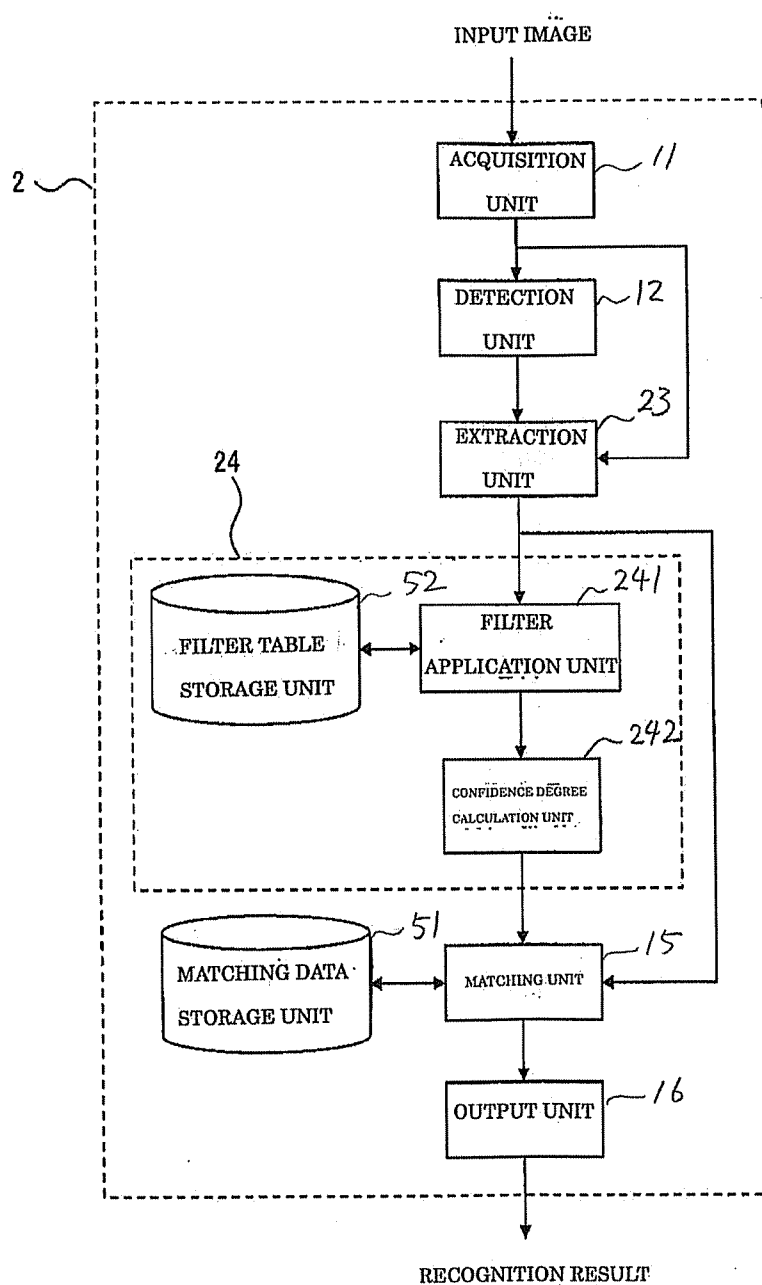 INPUT IMAGE
2
ACQUISITION
UNIT
11
DETECTION
UNIT
12
EXTRACTION
UNIT
23
24
FILTER TABLE
STORAGE UNIT
52
FILTER
APPLICATION UNIT
241
CONFIDENCE DEGREE
CALCULATION UNIT
242
MATCHING DATA
STORAGE UNIT
51
MATCHING UNIT
15
OUTPUT UNIT
16
RECOGNITION RESULT